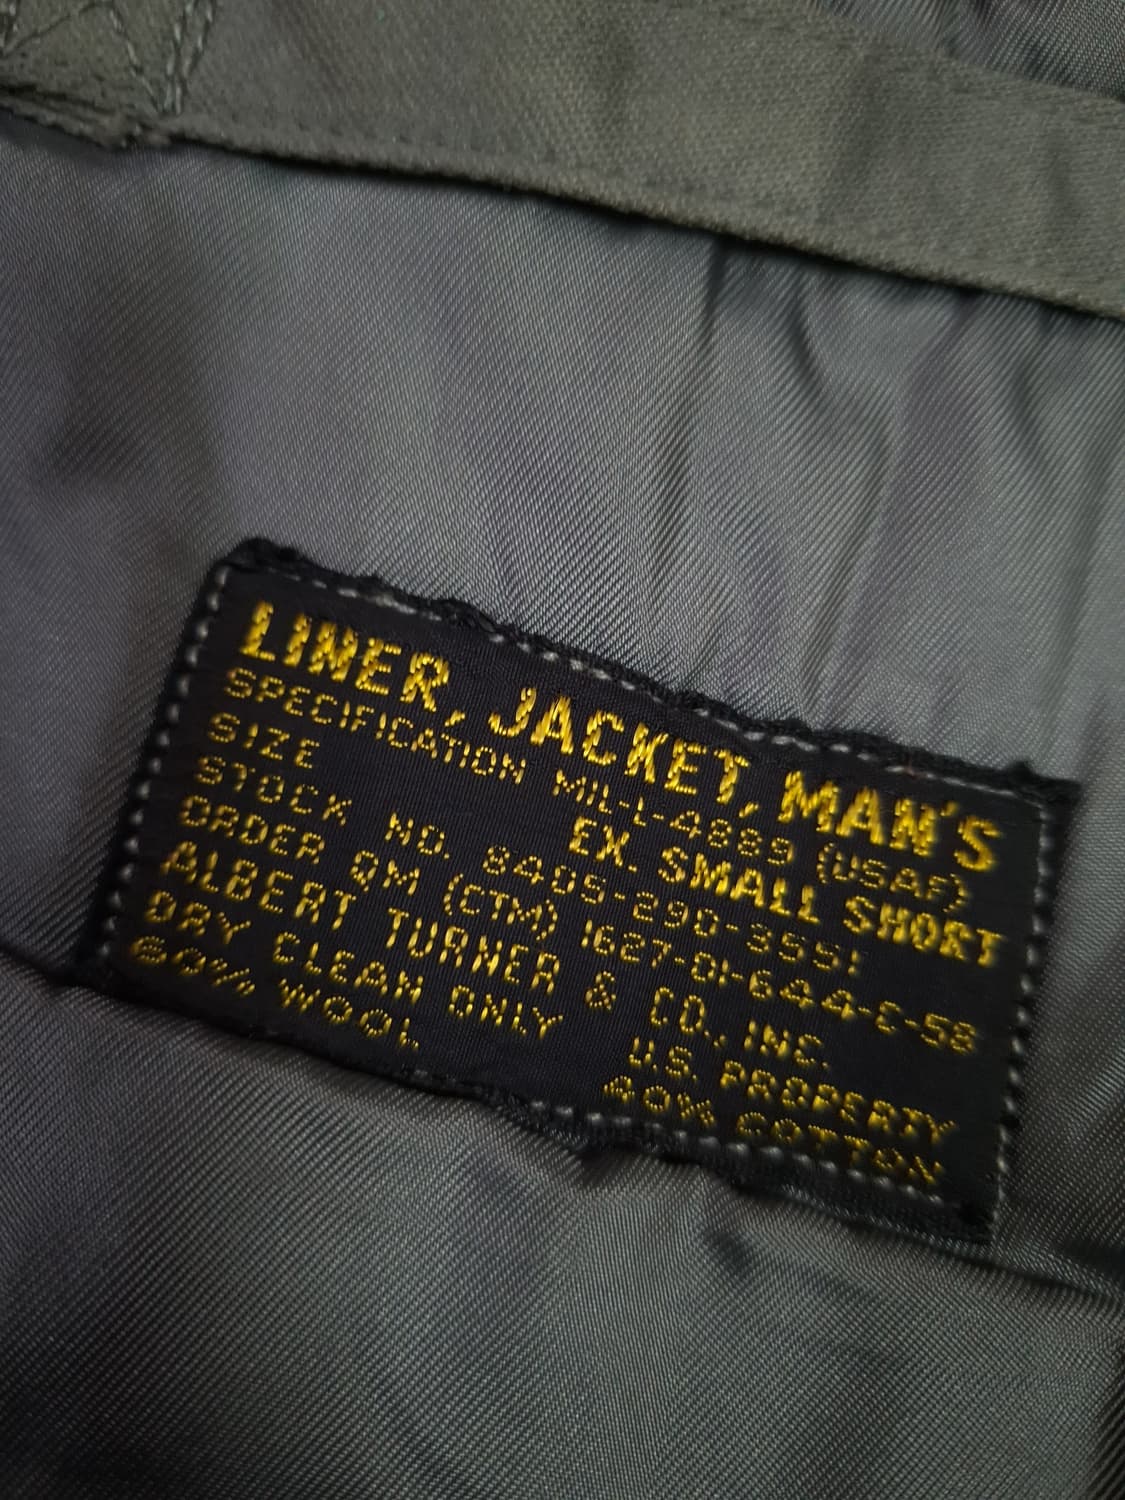 LINER, JACKET, MAN'S
SPECIFICATION MIL-L-4889 (USAF)
SIZE EX. SMALL SHORT
STOCK NO. 8405-290-3551
ORDER QM (CTM) 1627-01-644-E-58
ALBERT TURNER & CO., INC.
DRY CLEAN ONLY U.S. PROPERTY
60% WOOL 40% COTTON